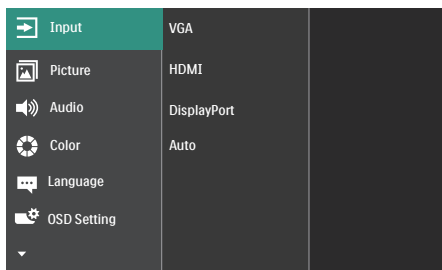 Input
VGA
Picture
HDMI
Audio
DisplayPort
Color
Auto
Language
OSD Setting